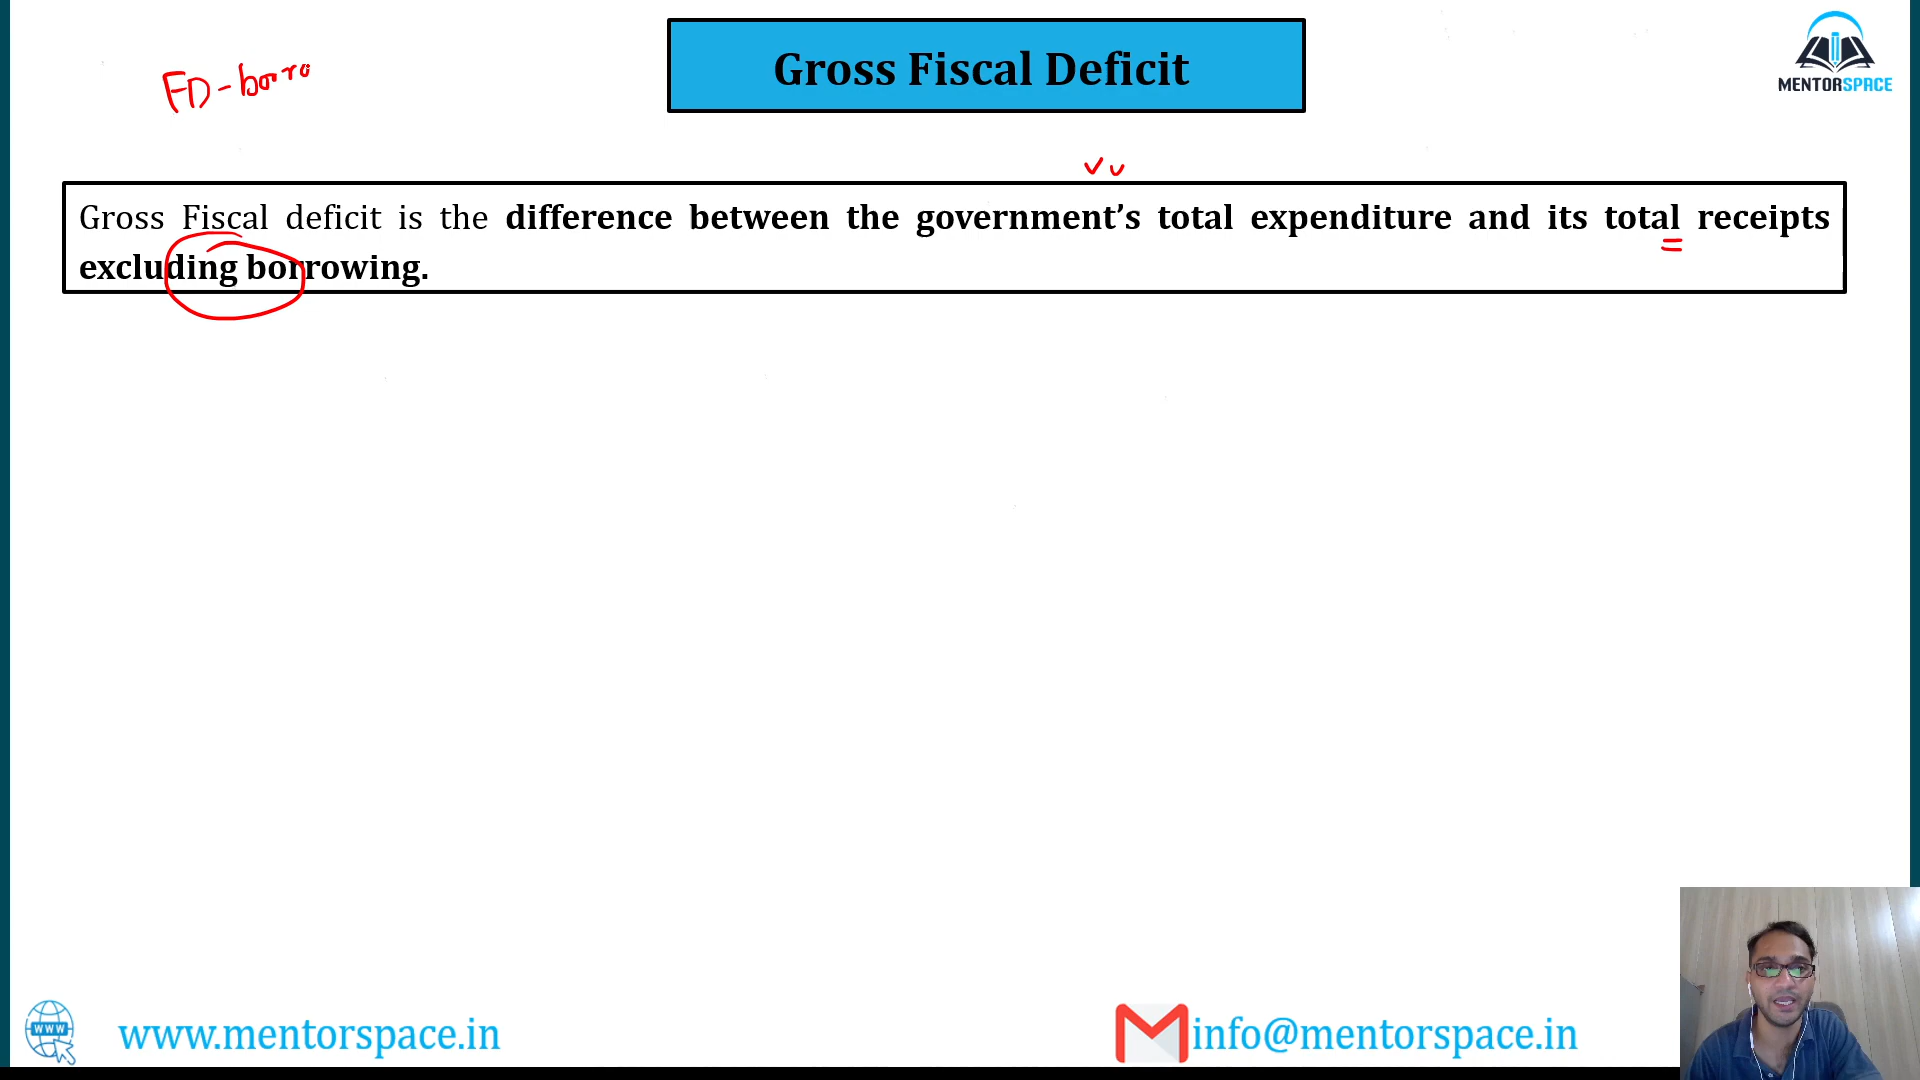 Gross Fiscal Deficit
MENTORSPACE
FD-borro
Gross Fiscal deficit is the difference between the government’s total expenditure and its total receipts
excluding borrowing.
www.mentorspace.in
info@mentorspace.in